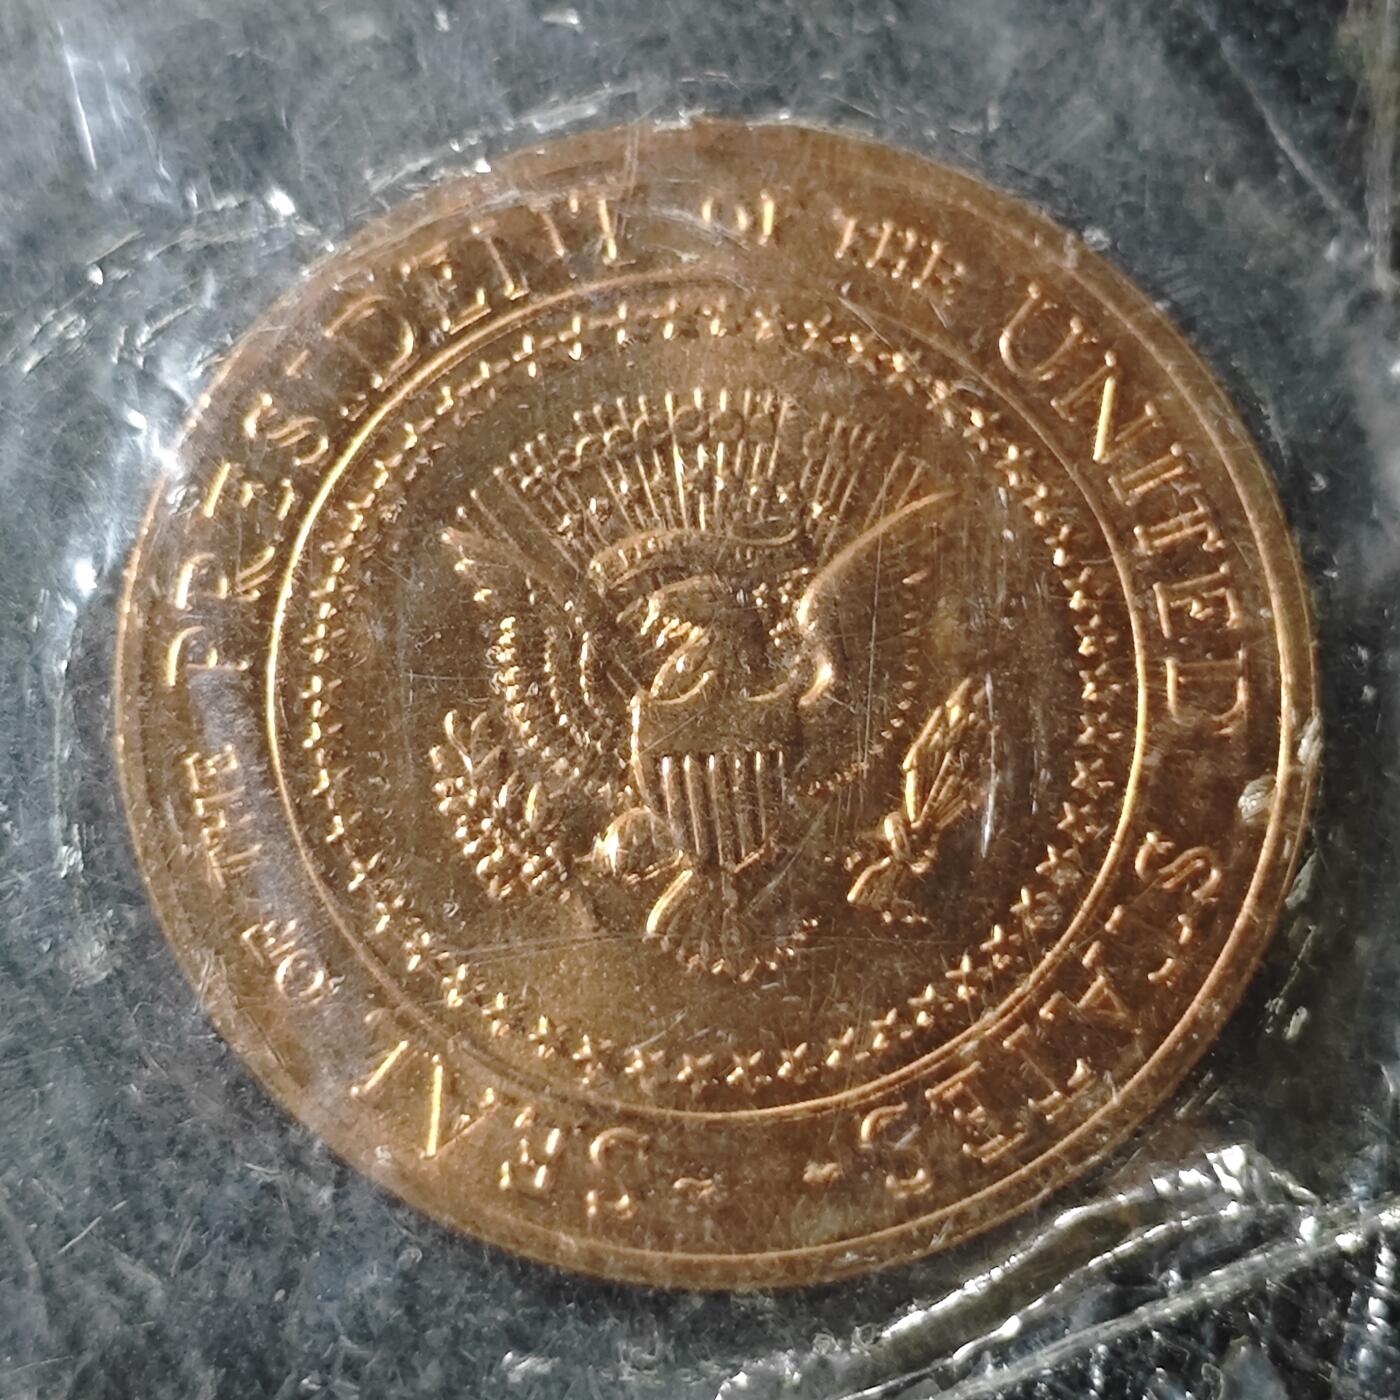 SEAL OF THE PRESIDENT OF THE UNITED STATES